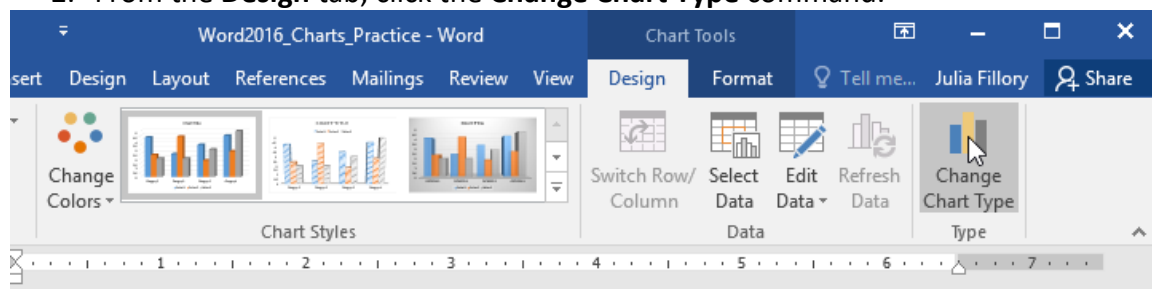 2. From the Design tab, click the Change Chart Type command.
Word2016_Charts_Practice - Word Chart Tools
nsert Design Layout References Mailings Review View Design Format Tell me... Julia Fillory Share
Change Colors
Switch Row/ Column
Select Data
Edit Data
Refresh Data
Change Chart Type
Chart Styles Data Type
1 2 3 4 5 6 7